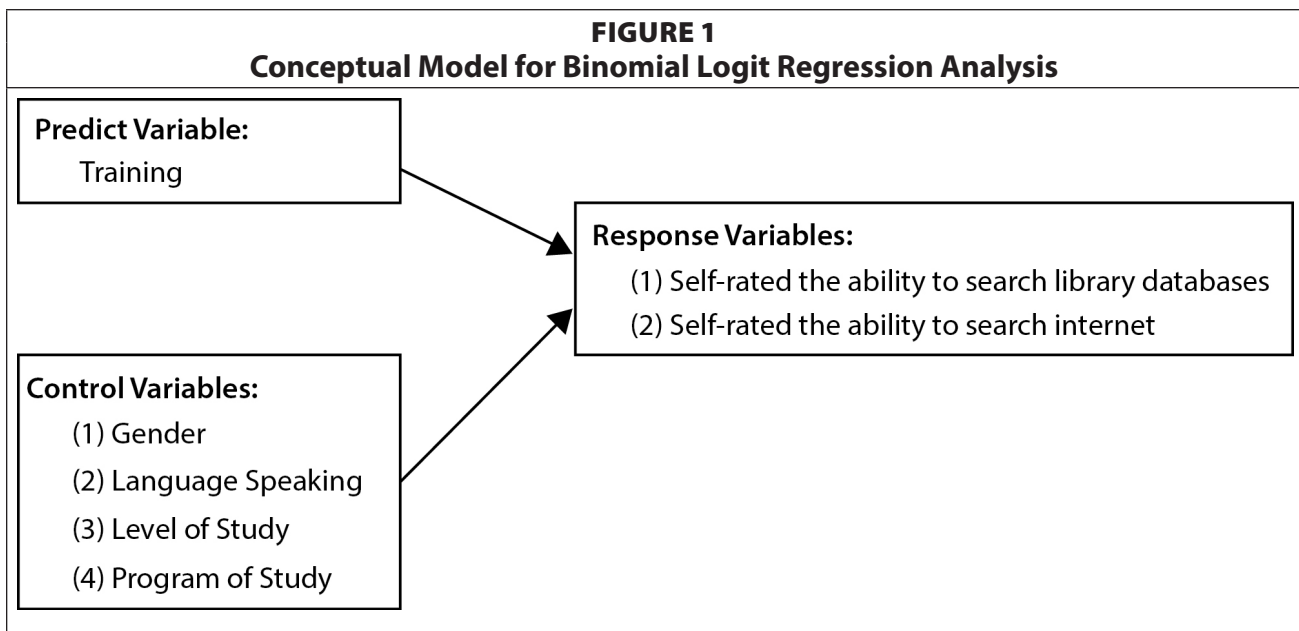 FIGURE 1
Conceptual Model for Binomial Logit Regression Analysis
Predict Variable:
Training
Response Variables:
(1) Self-rated the ability to search library databases
(2) Self-rated the ability to search internet
Control Variables:
(1) Gender
(2) Language Speaking
(3) Level of Study
(4) Program of Study